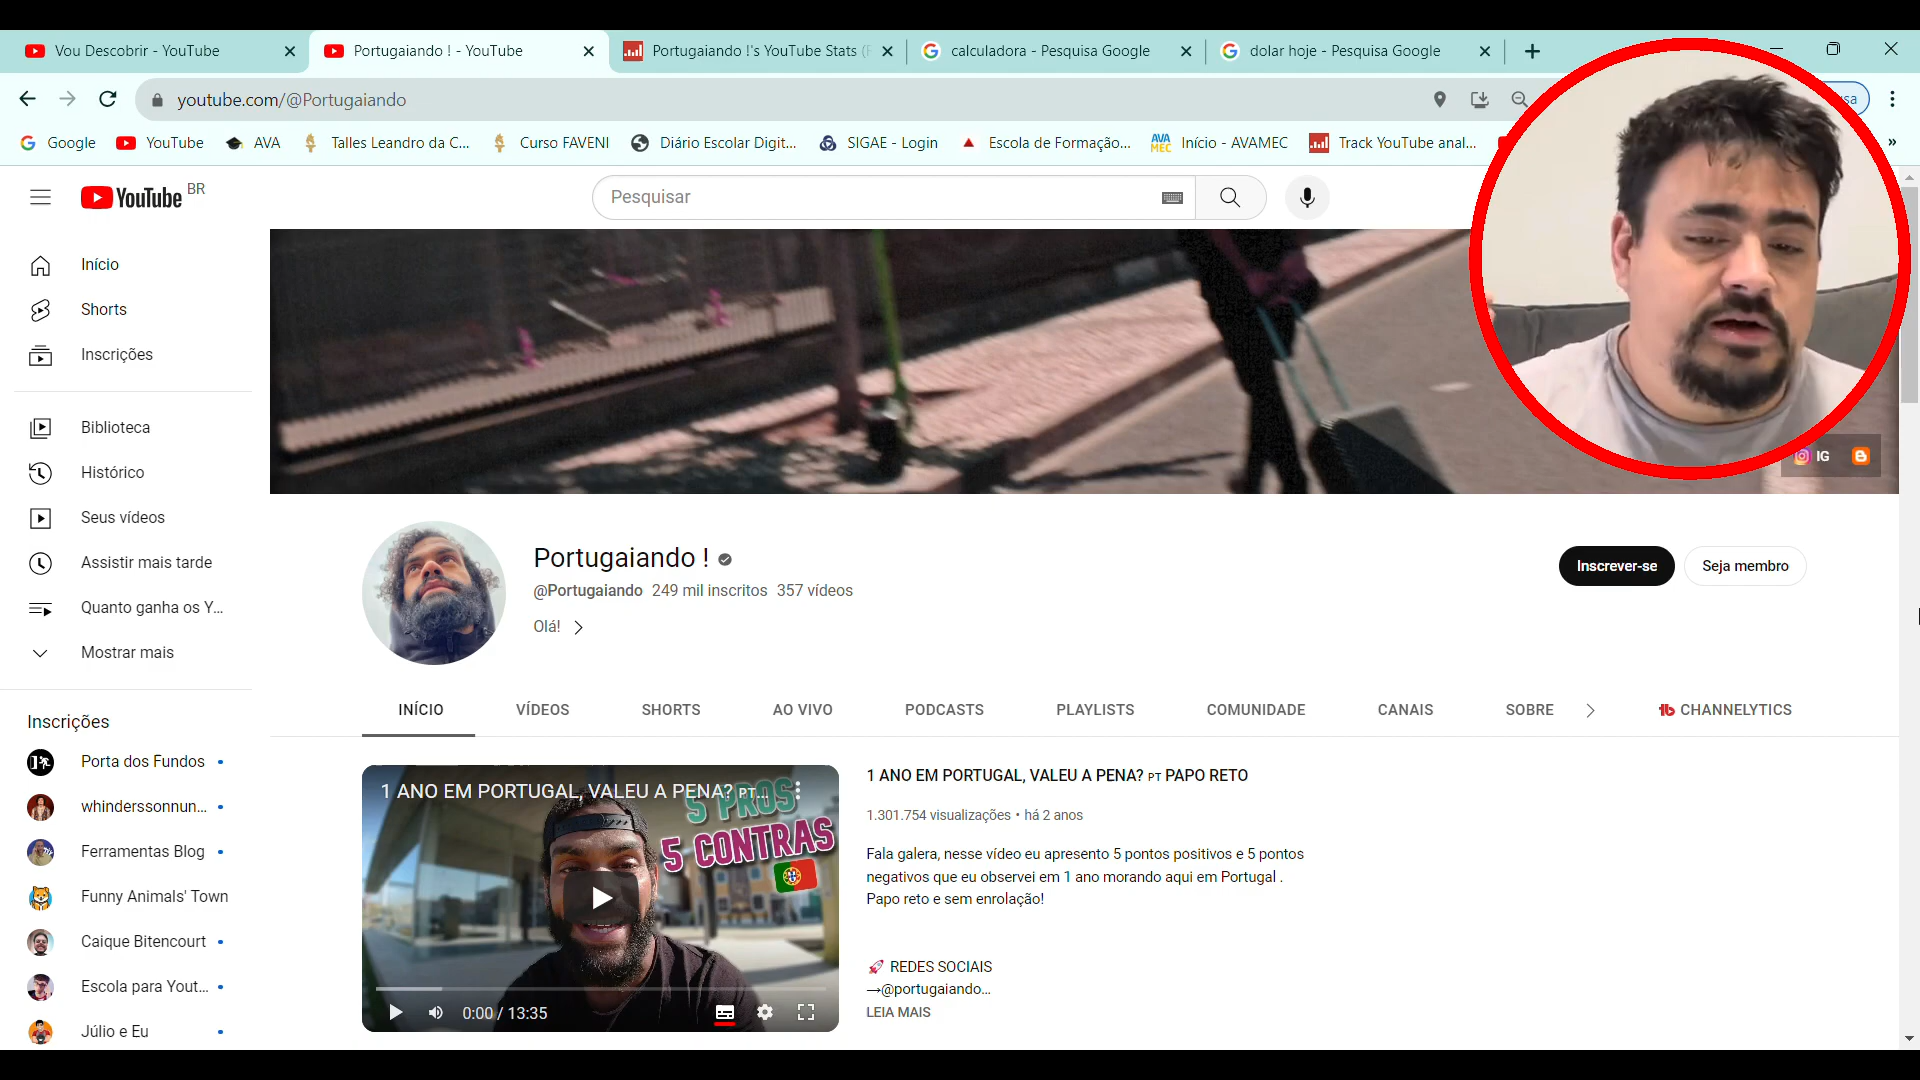 Vou Descobrir - YouTube
Portugaiando ! - YouTube
Portugaiando !'s YouTube Stats (
calculadora - Pesquisa Google
dolar hoje - Pesquisa Google
youtube.com/@Portugaiando
sa
Google
YouTube
AVA
Talles Leandro da C...
Curso FAVENI
Diário Escolar Digit...
SIGAE - Login
Escola de Formação...
AVA MEC Início - AVAMEC
Track YouTube anal...
»
YouTube BR
Pesquisar
Início
Shorts
Inscrições
Biblioteca
Histórico
Seus vídeos
Assistir mais tarde
Quanto ganha os Y...
Mostrar mais
Inscrições
Porta dos Fundos
whinderssonnun...
Ferramentas Blog
Funny Animals' Town
Caique Bitencourt
Escola para Yout...
Júlio e Eu
IG
Portugaiando !
@Portugaiando 249 mil inscritos 357 vídeos
Olá!
Inscrever-se
Seja membro
INÍCIO
VÍDEOS
SHORTS
AO VIVO
PODCASTS
PLAYLISTS
COMUNIDADE
CANAIS
SOBRE
CHANNELYTICS
1 ANO EM PORTUGAL, VALEU A PENA? PT...
5 PROS
5 CONTRAS
0:00 / 13:35
1 ANO EM PORTUGAL, VALEU A PENA? PT PAPO RETO
1.301.754 visualizações • há 2 anos
Fala galera, nesse vídeo eu apresento 5 pontos positivos e 5 pontos
negativos que eu observei em 1 ano morando aqui em Portugal .
Papo reto e sem enrolação!
🚀 REDES SOCIAIS
→@portugaiando...
LEIA MAIS